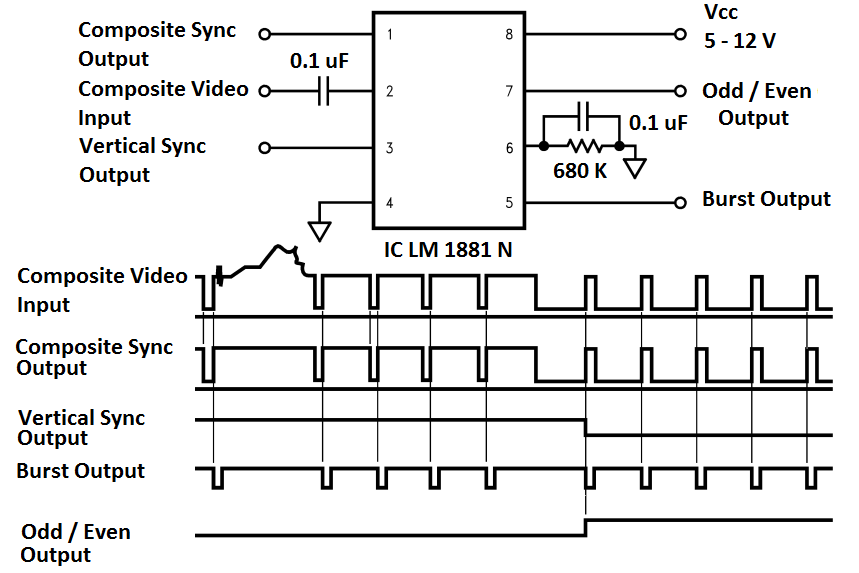 Composite Sync
Output
0.1 uF
Composite Video
Input
Vertical Sync
Output
1
2
3
4
8
7
6
5
Vcc
5 - 12 V
Odd / Even
Output
0.1 uF
680 K
Burst Output
IC LM 1881 N
Composite Video
Input
Composite Sync
Output
Vertical Sync
Output
Burst Output
Odd / Even
Output